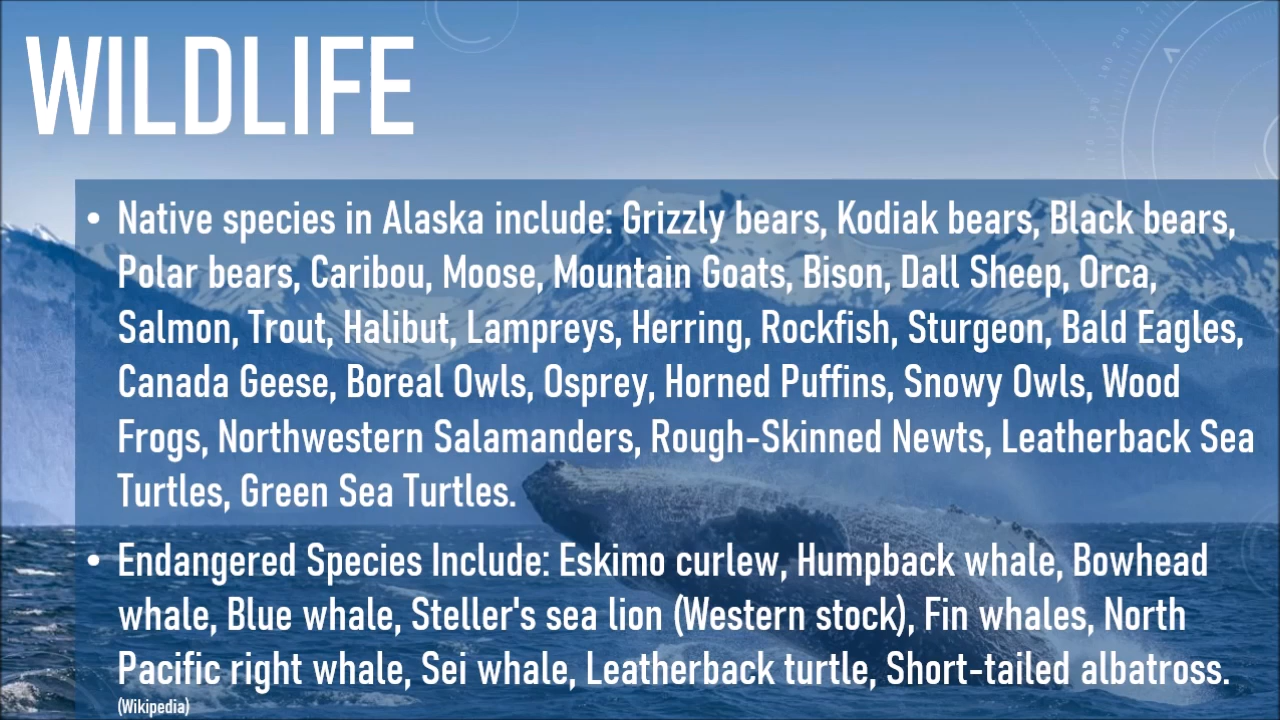 WILDLIFE
• Native species in Alaska include: Grizzly bears, Kodiak bears, Black bears,
Polar bears, Caribou, Moose, Mountain Goats, Bison, Dall Sheep, Orca,
Salmon, Trout, Halibut, Lampreys, Herring, Rockfish, Sturgeon, Bald Eagles,
Canada Geese, Boreal Owls, Osprey, Horned Puffins, Snowy Owls, Wood
Frogs, Northwestern Salamanders, Rough-Skinned Newts, Leatherback Sea
Turtles, Green Sea Turtles.
• Endangered Species Include: Eskimo curlew, Humpback whale, Bowhead
whale, Blue whale, Steller's sea lion (Western stock), Fin whales, North
Pacific right whale, Sei whale, Leatherback turtle, Short-tailed albatross.
(Wikipedia)